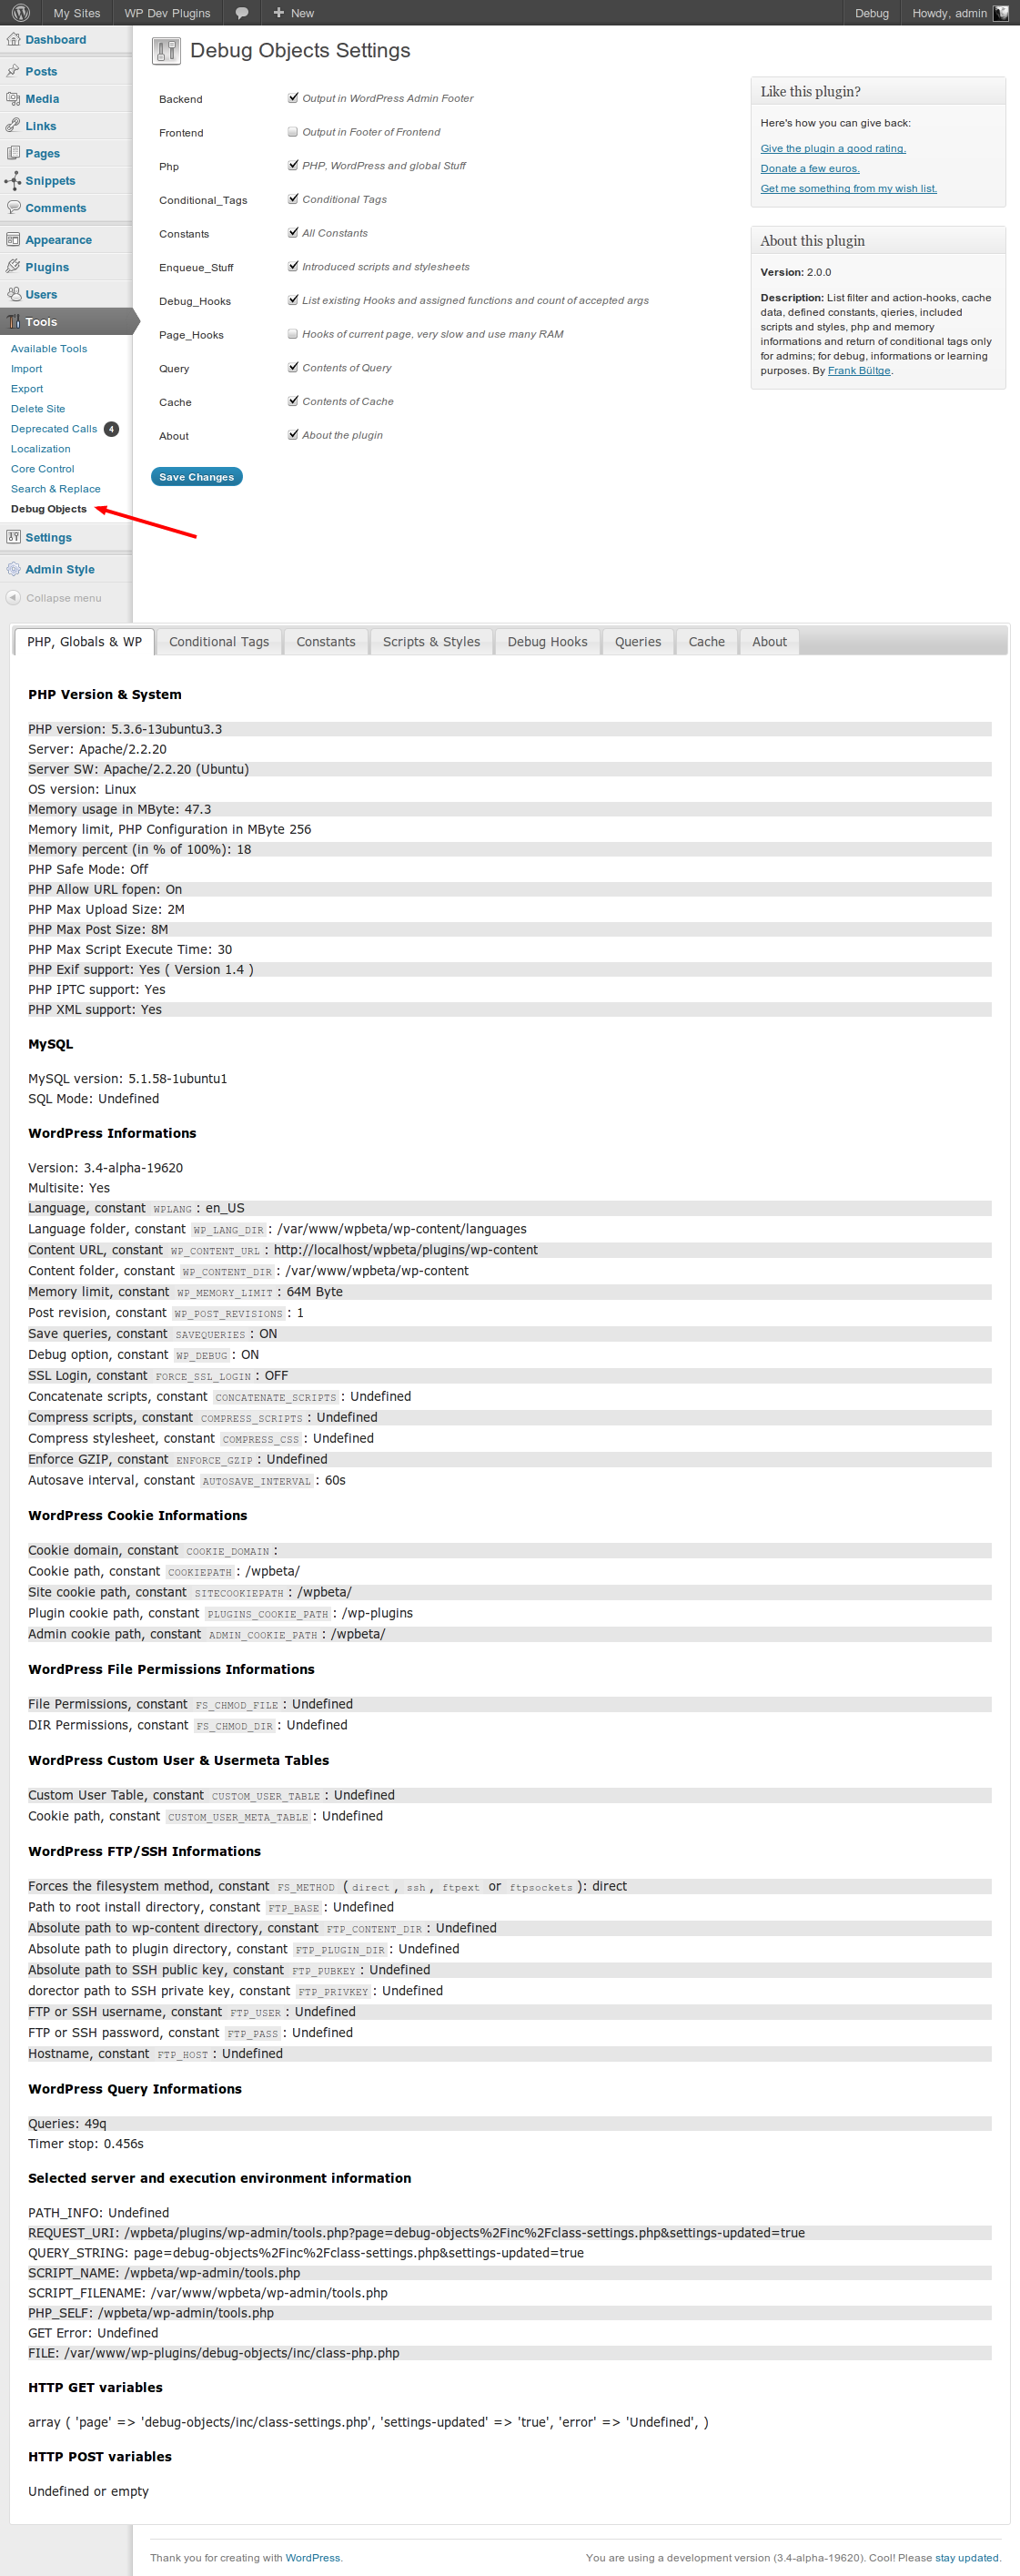 My Sites WP Dev Plugins New Debug Howdy, admin
Dashboard
Posts
Media
Links
Pages
Snippets
Comments
Appearance
Plugins
Users
Tools
Available Tools
Import
Export
Delete Site
Deprecated Calls 4
Localization
Core Control
Search & Replace
Debug Objects
Settings
Admin Style
Collapse menu
Debug Objects Settings
Backend Output in WordPress Admin Footer
Frontend Output in Footer of Frontend
Php PHP, WordPress and global Stuff
Conditional_Tags Conditional Tags
Constants All Constants
Enqueue_Stuff Introduced scripts and stylesheets
Debug_Hooks List existing Hooks and assigned functions and count of accepted args
Page_Hooks Hooks of current page, very slow and use many RAM
Query Contents of Query
Cache Contents of Cache
About About the plugin
Save Changes
Like this plugin?
Here's how you can give back:
Give the plugin a good rating.
Donate a few euros.
Get me something from my wish list.
About this plugin
Version: 2.0.0
Description: List filter and action-hooks, cache
data, defined constants, qieries, included
scripts and styles, php and memory
informations and return of conditional tags only
for admins; for debug, informations or learning
purposes. By Frank Bültge.
PHP, Globals & WP Conditional Tags Constants Scripts & Styles Debug Hooks Queries Cache About
PHP Version & System
PHP version: 5.3.6-13ubuntu3.3
Server: Apache/2.2.20
Server SW: Apache/2.2.20 (Ubuntu)
OS version: Linux
Memory usage in MByte: 47.3
Memory limit, PHP Configuration in MByte 256
Memory percent (in % of 100%): 18
PHP Safe Mode: Off
PHP Allow URL fopen: On
PHP Max Upload Size: 2M
PHP Max Post Size: 8M
PHP Max Script Execute Time: 30
PHP Exif support: Yes ( Version 1.4 )
PHP IPTC support: Yes
PHP XML support: Yes
MySQL
MySQL version: 5.1.58-1ubuntu1
SQL Mode: Undefined
WordPress Informations
Version: 3.4-alpha-19620
Multisite: Yes
Language, constant WPLANG : en_US
Language folder, constant WP_LANG_DIR : /var/www/wpbeta/wp-content/languages
Content URL, constant WP_CONTENT_URL : http://localhost/wpbeta/plugins/wp-content
Content folder, constant WP_CONTENT_DIR : /var/www/wpbeta/wp-content
Memory limit, constant WP_MEMORY_LIMIT : 64M Byte
Post revision, constant WP_POST_REVISIONS : 1
Save queries, constant SAVEQUERIES : ON
Debug option, constant WP_DEBUG : ON
SSL Login, constant FORCE_SSL_LOGIN : OFF
Concatenate scripts, constant CONCATENATE_SCRIPTS : Undefined
Compress scripts, constant COMPRESS_SCRIPTS : Undefined
Compress stylesheet, constant COMPRESS_CSS : Undefined
Enforce GZIP, constant ENFORCE_GZIP : Undefined
Autosave interval, constant AUTOSAVE_INTERVAL : 60s
WordPress Cookie Informations
Cookie domain, constant COOKIE_DOMAIN :
Cookie path, constant COOKIEPATH : /wpbeta/
Site cookie path, constant SITECOOKIEPATH : /wpbeta/
Plugin cookie path, constant PLUGINS_COOKIE_PATH : /wp-plugins
Admin cookie path, constant ADMIN_COOKIE_PATH : /wpbeta/
WordPress File Permissions Informations
File Permissions, constant FS_CHMOD_FILE : Undefined
DIR Permissions, constant FS_CHMOD_DIR : Undefined
WordPress Custom User & Usermeta Tables
Custom User Table, constant CUSTOM_USER_TABLE : Undefined
Cookie path, constant CUSTOM_USER_META_TABLE : Undefined
WordPress FTP/SSH Informations
Forces the filesystem method, constant FS_METHOD ( direct , ssh , ftpext or ftpsockets ): direct
Path to root install directory, constant FTP_BASE : Undefined
Absolute path to wp-content directory, constant FTP_CONTENT_DIR : Undefined
Absolute path to plugin directory, constant FTP_PLUGIN_DIR : Undefined
Absolute path to SSH public key, constant FTP_PUBKEY : Undefined
dorector path to SSH private key, constant FTP_PRIVKEY : Undefined
FTP or SSH username, constant FTP_USER : Undefined
FTP or SSH password, constant FTP_PASS : Undefined
Hostname, constant FTP_HOST : Undefined
WordPress Query Informations
Queries: 49q
Timer stop: 0.456s
Selected server and execution environment information
PATH_INFO: Undefined
REQUEST_URI: /wpbeta/plugins/wp-admin/tools.php?page=debug-objects%2Finc%2Fclass-settings.php&settings-updated=true
QUERY_STRING: page=debug-objects%2Finc%2Fclass-settings.php&settings-updated=true
SCRIPT_NAME: /wpbeta/wp-admin/tools.php
SCRIPT_FILENAME: /var/www/wpbeta/wp-admin/tools.php
PHP_SELF: /wpbeta/wp-admin/tools.php
GET Error: Undefined
FILE: /var/www/wp-plugins/debug-objects/inc/class-php.php
HTTP GET variables
array ( 'page' => 'debug-objects/inc/class-settings.php', 'settings-updated' => 'true', 'error' => 'Undefined', )
HTTP POST variables
Undefined or empty
Thank you for creating with WordPress. You are using a development version (3.4-alpha-19620). Cool! Please stay updated.